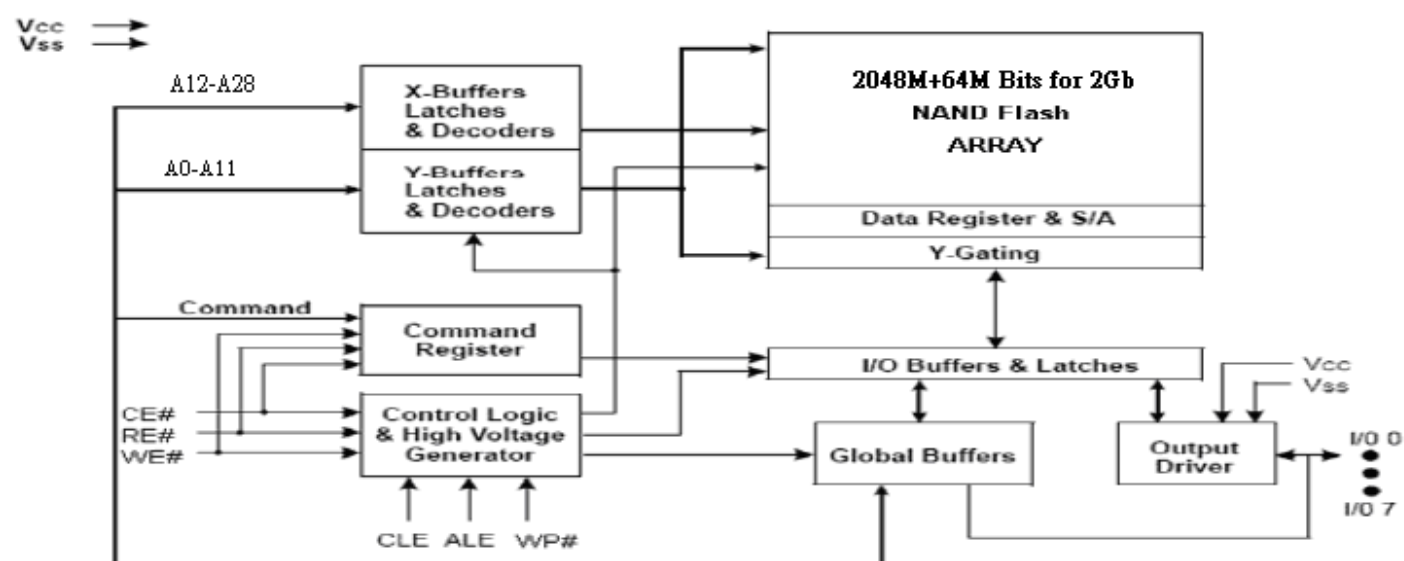 Vcc
Vss
A12-A28
A0-A11
X-Buffers
Latches
& Decoders
Y-Buffers
Latches
& Decoders
2048M+64M Bits for 2Gb
NAND Flash
ARRAY
Data Register & S/A
Y-Gating
Command
Command
Register
I/O Buffers & Latches
Vcc
Vss
CE#
RE#
WE#
Control Logic
& High Voltage
Generator
Global Buffers
Output
Driver
I/0 0
I/0 7
CLE ALE WP#